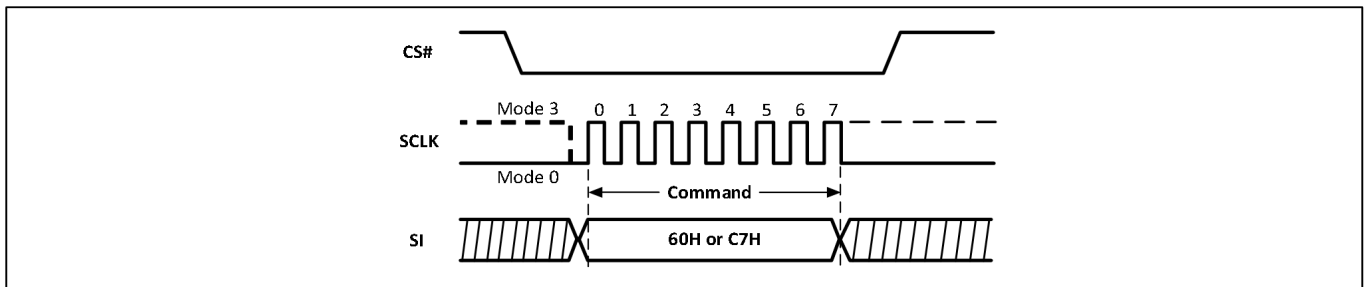 CS#
Mode 3 0 1 2 3 4 5 6 7
SCLK
Mode 0
Command
SI 60H or C7H